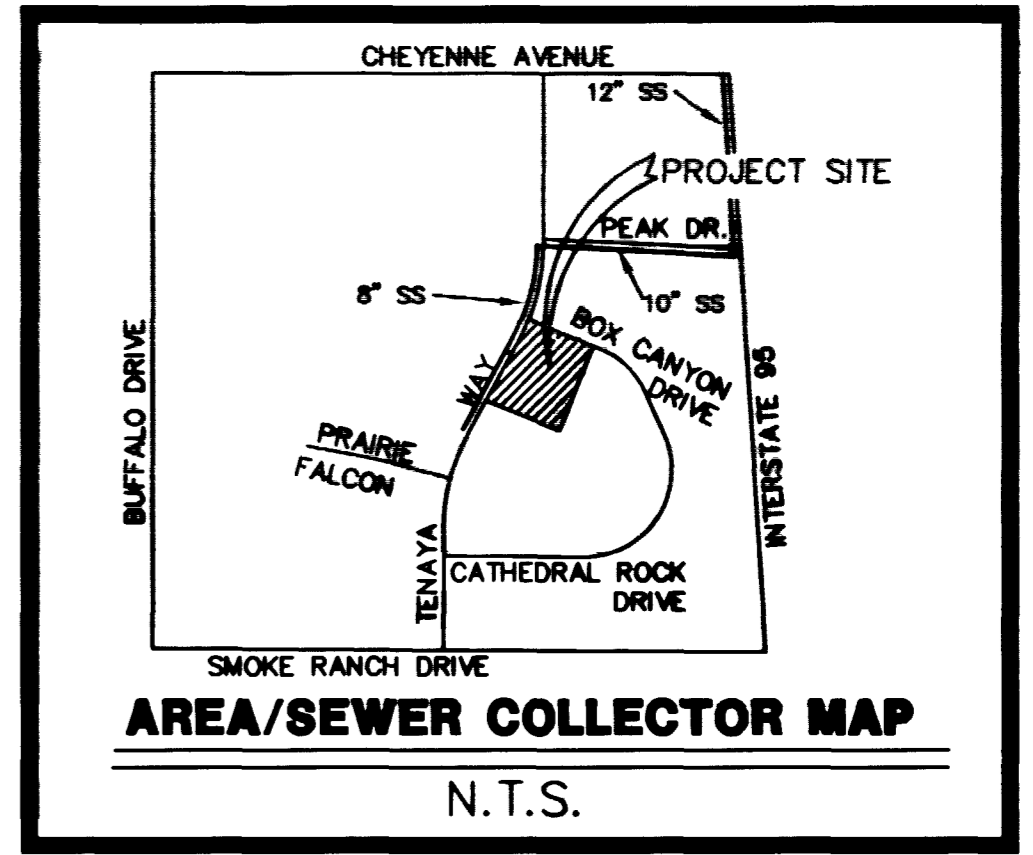 CHEYENNE AVENUE
12" SS
PROJECT SITE
PEAK DR.
8" SS
10" SS
BOX CANYON
DRIVE
WAY
BUFFALO DRIVE
PRAIRIE
FALCON
INTERSTATE 95
TENAYA
CATHEDRAL ROCK
DRIVE
SMOKE RANCH DRIVE
AREA/SEWER COLLECTOR MAP
N.T.S.